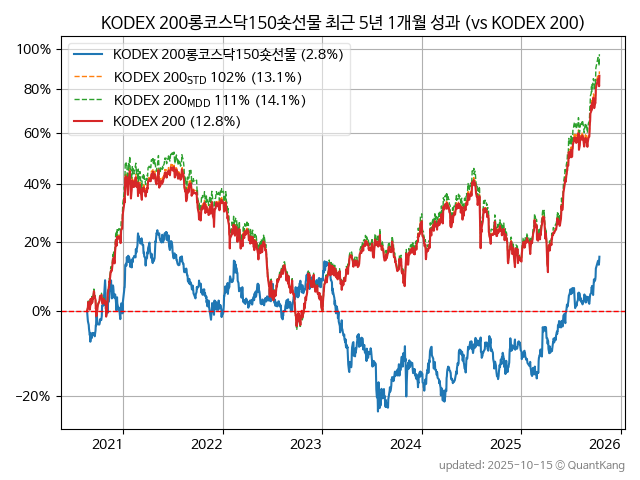 KODEX 200롱코스닥150숏선물 최근 5년 1개월 성과 (vs KODEX 200)
100%
80%
60%
40%
20%
0%
−20%
KODEX 200롱코스닥150숏선물 (2.8%)
KODEX 200STD 102% (13.1%)
KODEX 200MDD 111% (14.1%)
KODEX 200 (12.8%)
2021 2022 2023 2024 2025 2026
updated: 2025-10-15 © QuantKang